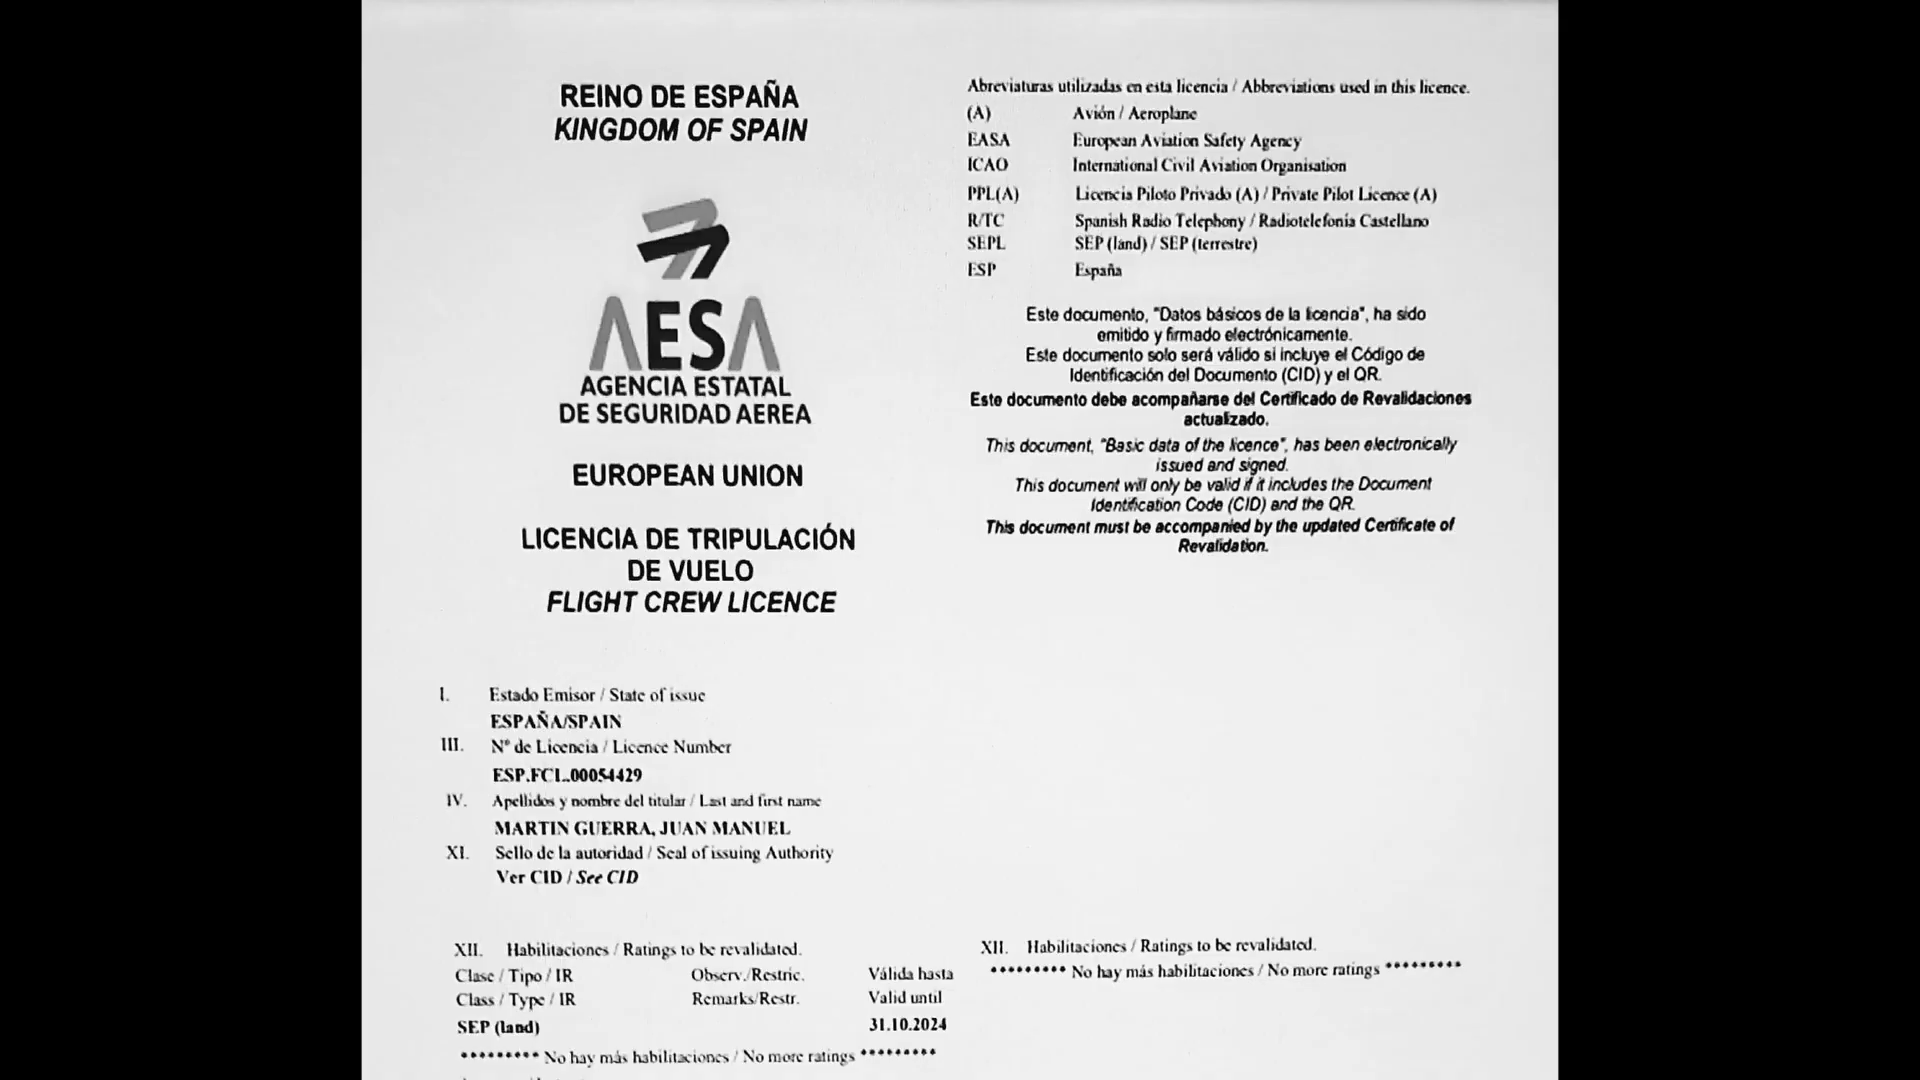 REINO DE ESPAÑA
KINGDOM OF SPAIN
AESA
AGENCIA ESTATAL
DE SEGURIDAD AEREA
EUROPEAN UNION
LICENCIA DE TRIPULACIÓN
DE VUELO
FLIGHT CREW LICENCE
I. Estado Emisor / State of issue
ESPAÑA/SPAIN
III. Nº de Licencia / Licence Number
ESP.FCL.00054429
IV. Apellidos y nombre del titular / Last and first name
MARTIN GUERRA, JUAN MANUEL
XI. Sello de la autoridad / Seal of issuing Authority
Ver CID / See CID
Abreviaturas utilizadas en esta licencia / Abbreviations used in this licence.
(A) Avión / Aeroplane
EASA European Aviation Safety Agency
ICAO International Civil Aviation Organisation
PPL(A) Licencia Piloto Privado (A) / Private Pilot Licence (A)
R/TC Spanish Radio Telephony / Radiotelefonía Castellano
SEPL SEP (land) / SEP (terrestre)
ESP España
Este documento, "Datos básicos de la licencia", ha sido
emitido y firmado electrónicamente.
Este documento solo será válido si incluye el Código de
Identificación del Documento (CID) y el QR.
Este documento debe acompañarse del Certificado de Revalidaciones
actualizado.
This document, "Basic data of the licence", has been electronically
issued and signed.
This document will only be valid if it includes the Document
Identification Code (CID) and the QR.
This document must be accompanied by the updated Certificate of
Revalidation.
XII. Habilitaciones / Ratings to be revalidated.
Clase / Tipo / IR Observ./Restric. Válida hasta
Class / Type / IR Remarks/Restr. Valid until
SEP (land) 31.10.2024
********* No hay más habilitaciones / No more ratings *********
XII. Habilitaciones / Ratings to be revalidated.
********* No hay más habilitaciones / No more ratings *********